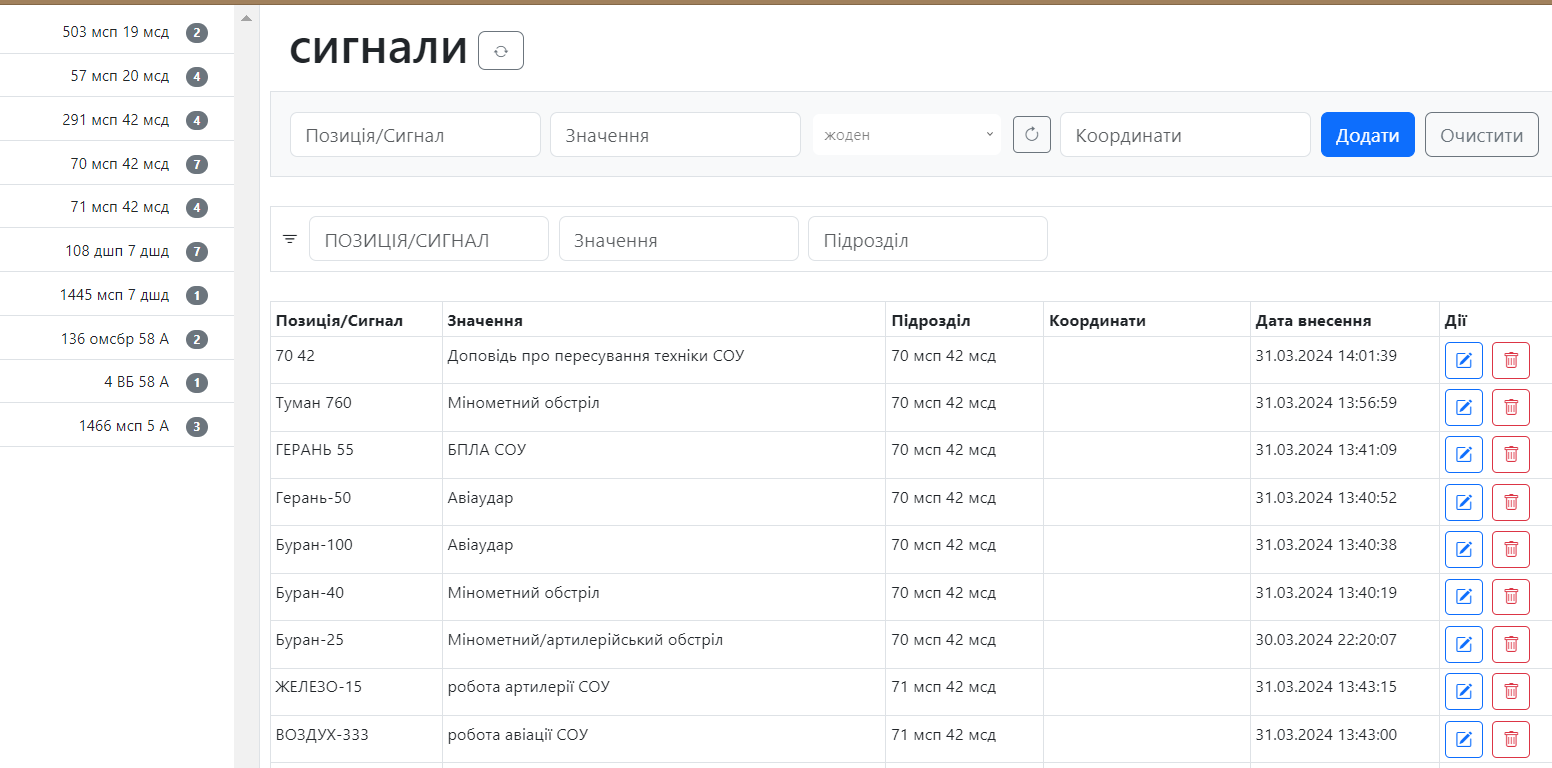 503 мсп 19 мсд 2
57 мсп 20 мсд 4
291 мсп 42 мсд 4
70 мсп 42 мсд 7
71 мсп 42 мсд 4
108 дшп 7 дшд 7
1445 мсп 7 дшд 1
136 омсбр 58 А 2
4 ВБ 58 А 1
1466 мсп 5 А 3
сигнали
Позиція/Сигнал Значення жоден Координати Додати Очистити
ПОЗИЦІЯ/СИГНАЛ Значення Підрозділ
Позиція/Сигнал Значення Підрозділ Координати Дата внесення Дії
70 42 Доповідь про пересування техніки СОУ 70 мсп 42 мсд 31.03.2024 14:01:39
Туман 760 Мінометний обстріл 70 мсп 42 мсд 31.03.2024 13:56:59
ГЕРАНЬ 55 БПЛА СОУ 70 мсп 42 мсд 31.03.2024 13:41:09
Герань-50 Авіаудар 70 мсп 42 мсд 31.03.2024 13:40:52
Буран-100 Авіаудар 70 мсп 42 мсд 31.03.2024 13:40:38
Буран-40 Мінометний обстріл 70 мсп 42 мсд 31.03.2024 13:40:19
Буран-25 Мінометний/артилерійський обстріл 70 мсп 42 мсд 30.03.2024 22:20:07
ЖЕЛЕЗО-15 робота артилерії СОУ 71 мсп 42 мсд 31.03.2024 13:43:15
ВОЗДУХ-333 робота авіації СОУ 71 мсп 42 мсд 31.03.2024 13:43:00